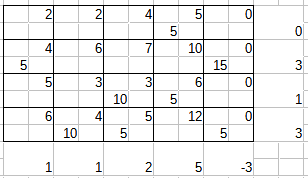 2 2 4 5 0
5 0
4 6 7 10 0
5 15 3
5 3 3 6 0
10 5 1
6 4 5 12 0
10 5 5 3
1 1 2 5 -3